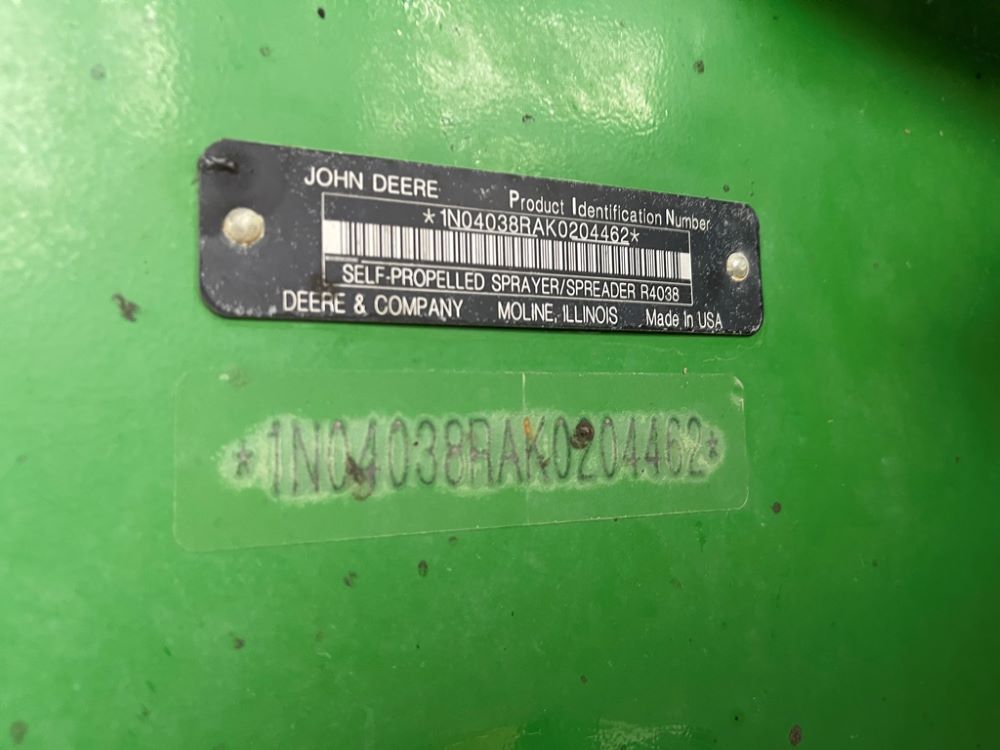 JOHN DEERE
Product Identification Number
*1N04038RAK0204462*
SELF-PROPELLED SPRAYER/SPREADER R4038
DEERE & COMPANY MOLINE, ILLINOIS Made in USA
*1N04038RAK0204462*